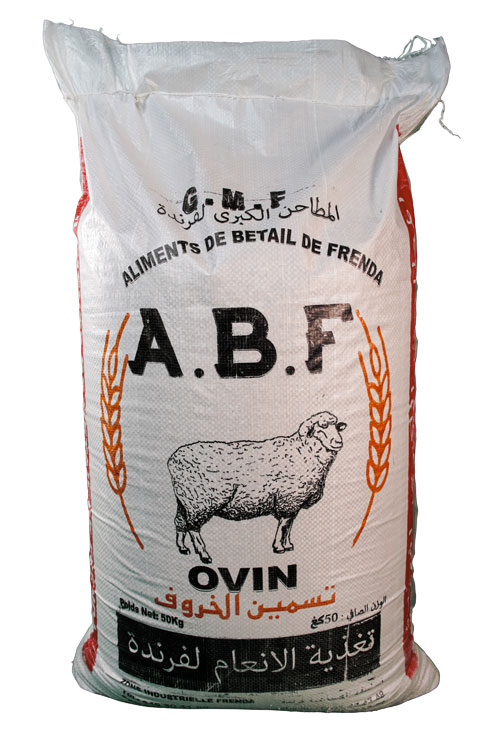 G.M.F
المطاحن الكبرى لفرندة
ALIMENTS DE BETAIL DE FRENDA
A.B.F
OVIN
تسمين الخروف
Poids Net: 50Kg
الوزن الصافي : 50كغ
تغذية الانعام لفرندة
ZONE INDUSTRIELLE FRENDA